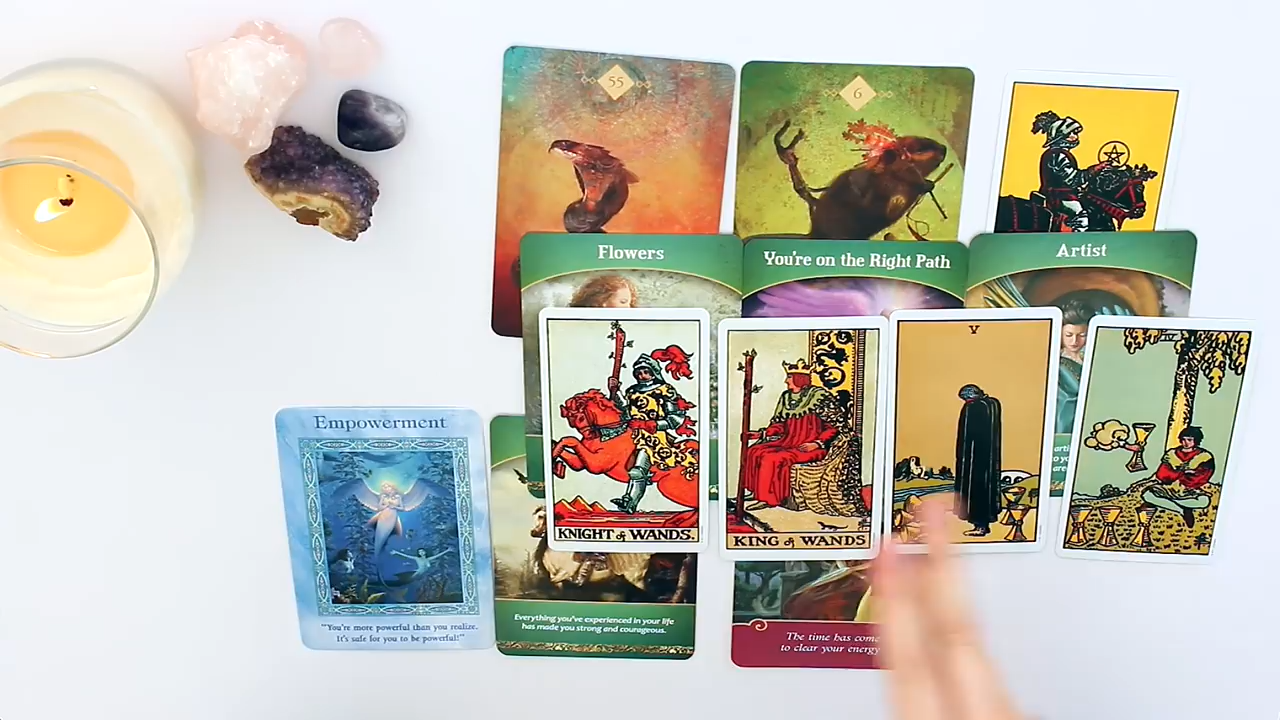 55
6
Flowers
You're on the Right Path
Artist
V
IV
KNIGHT of WANDS.
KING of WANDS
Empowerment
"You're more powerful than you realize.
It's safe for you to be powerful!"
Everything you've experienced in your life
has made you strong and courageous.
The time has come
to clear your energy